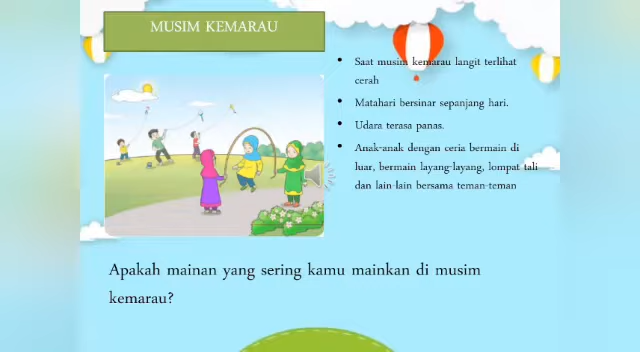 MUSIM KEMARAU
• Saat musim kemarau langit terlihat
cerah
• Matahari bersinar sepanjang hari.
• Udara terasa panas.
• Anak-anak dengan ceria bermain di
luar, bermain layang-layang, lompat tali
dan lain-lain bersama teman-teman
Apakah mainan yang sering kamu mainkan di musim
kemarau?